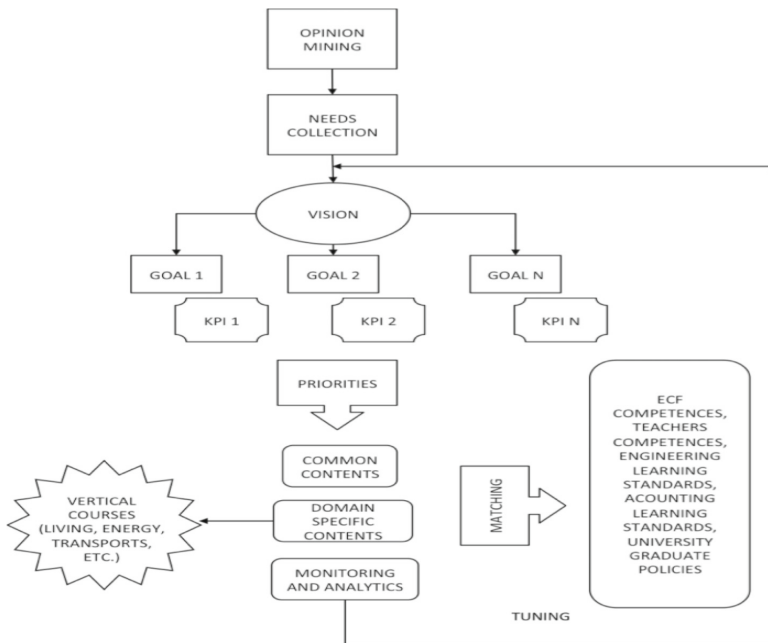 OPINION
MINING
NEEDS
COLLECTION
VISION
GOAL 1
GOAL 2
GOAL N
KPI 1
KPI 2
KPI N
PRIORITIES
COMMON
CONTENTS
DOMAIN
SPECIFIC
CONTENTS
MONITORING
AND ANALYTICS
VERTICAL
COURSES
(LIVING, ENERGY,
TRANSPORTS,
ETC.)
MATCHING
ECF
COMPETENCES,
TEACHERS
COMPETENCES,
ENGINEERING
LEARNING
STANDARDS,
ACOUNTING
LEARNING
STANDARDS,
UNIVERSITY
GRADUATE
POLICIES
TUNING